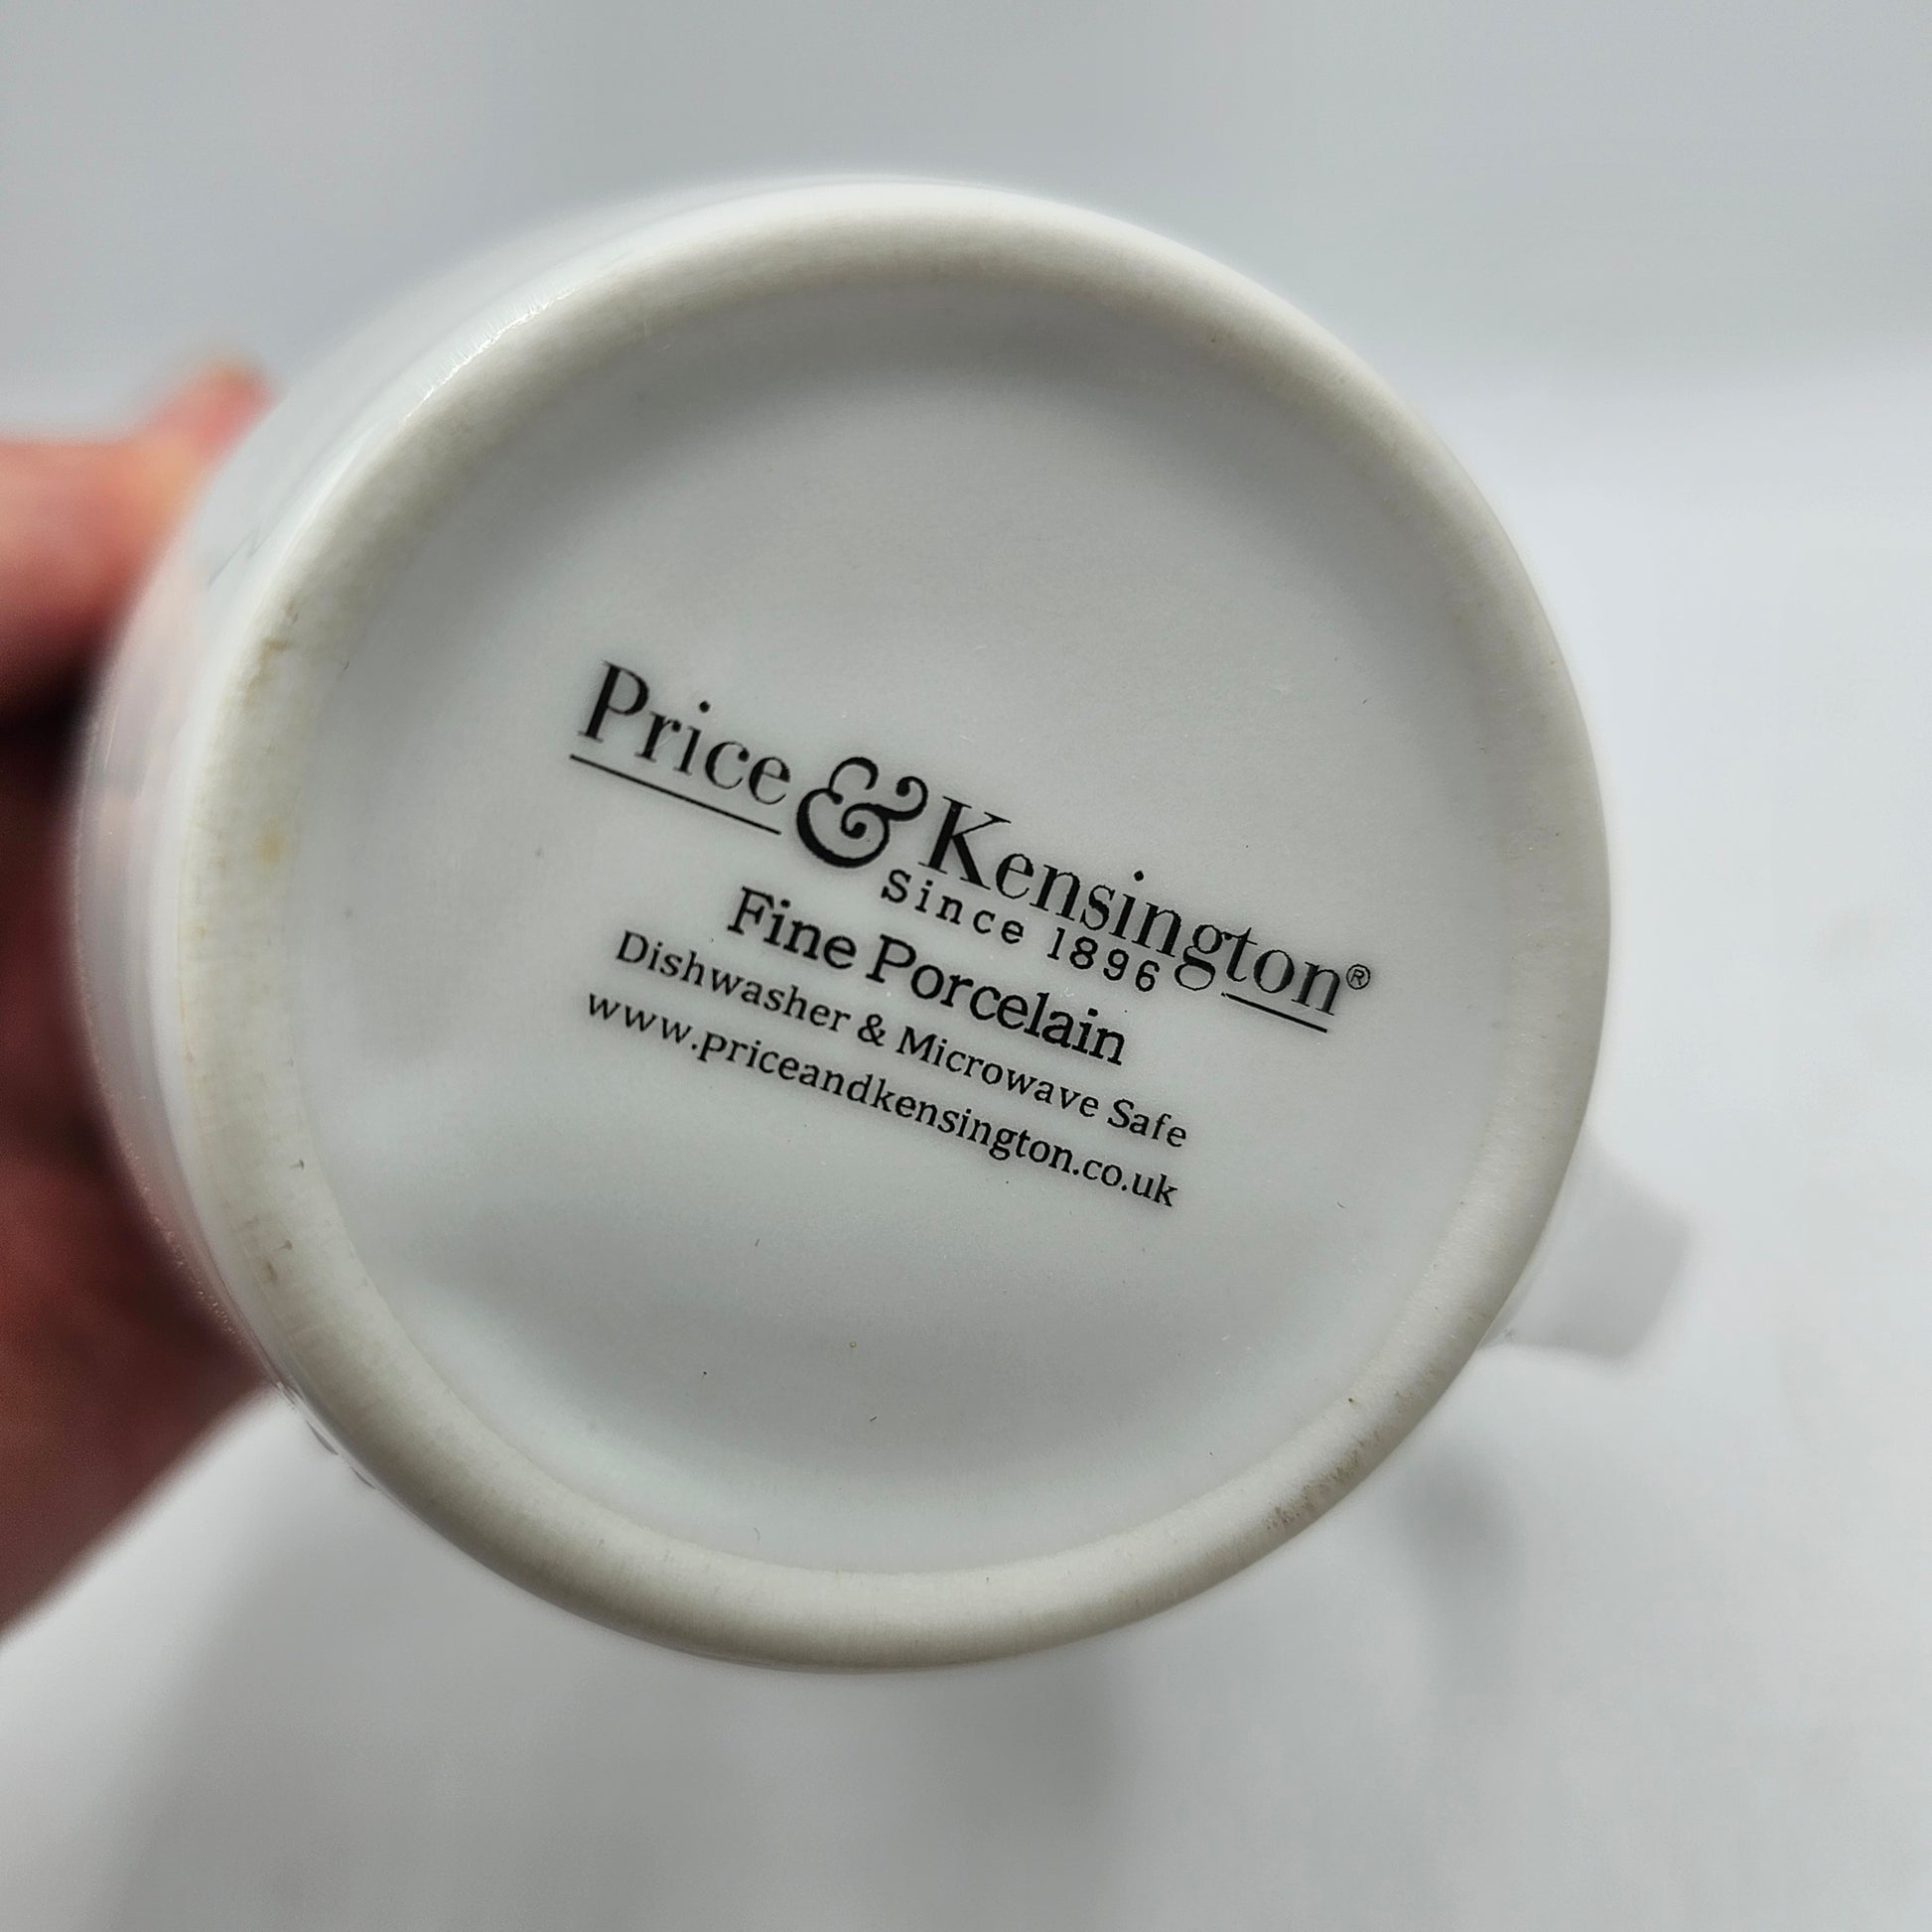 Price & Kensington®
Since 1896
Fine Porcelain
Dishwasher & Microwave Safe
www.priceandkensington.co.uk